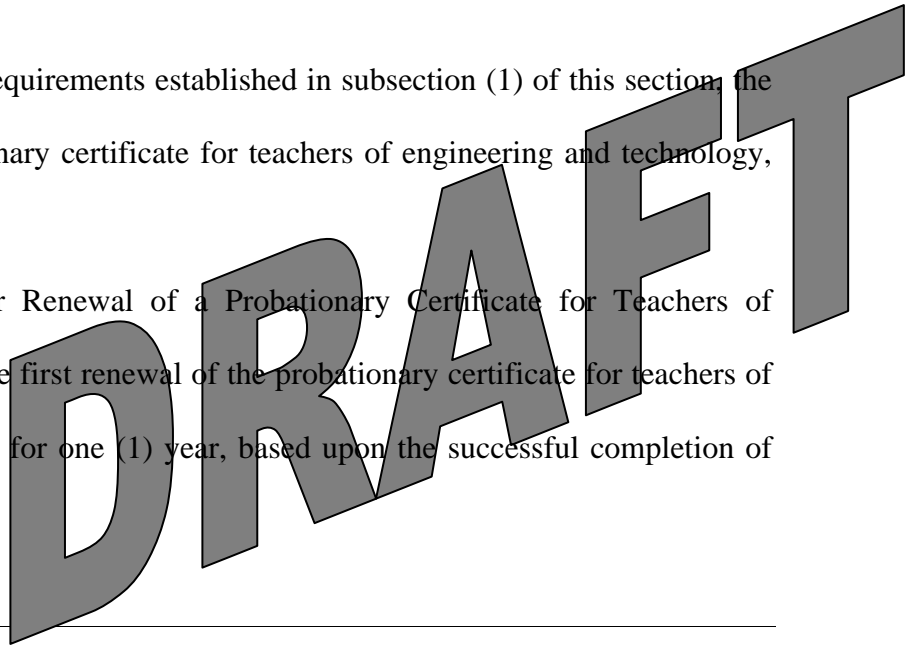 equirements established in subsection (1) of this section, the
nary certificate for teachers of engineering and technology,
r Renewal of a Probationary Certificate for Teachers of
e first renewal of the probationary certificate for teachers of
for one (1) year, based upon the successful completion of
DRAFT